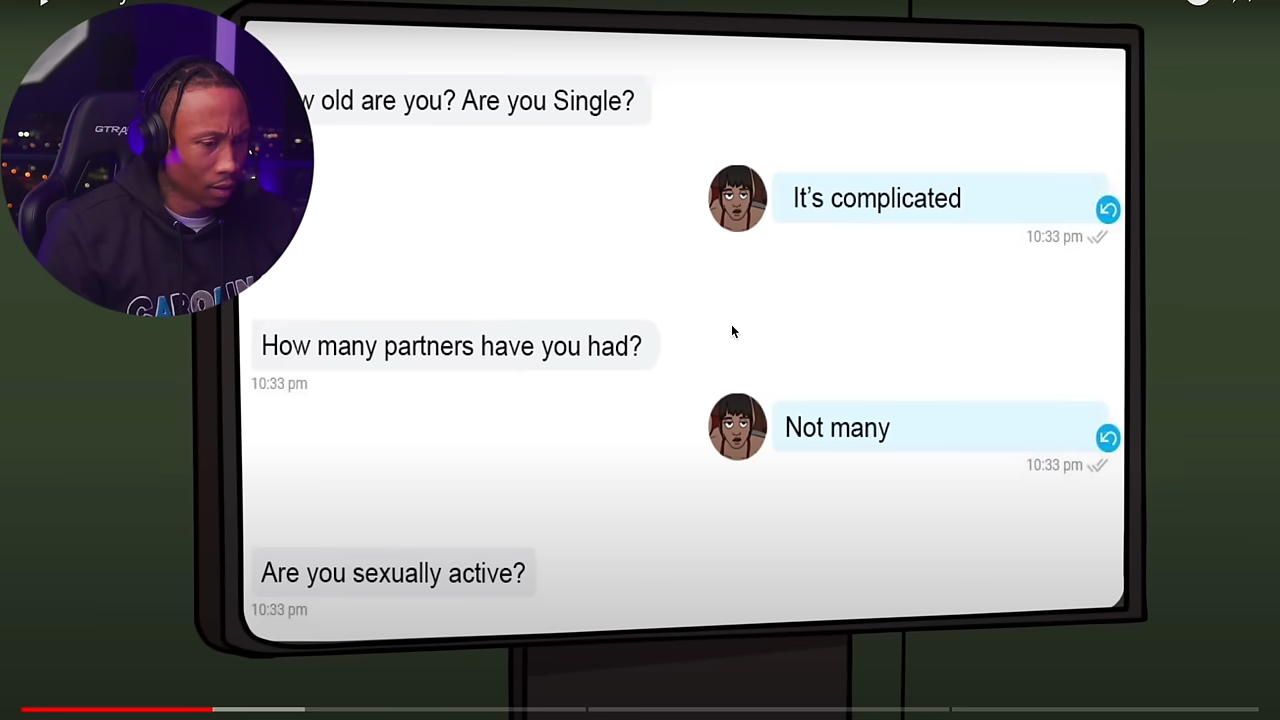 old are you? Are you Single?
It's complicated
10:33 pm
How many partners have you had?
10:33 pm
Not many
10:33 pm
Are you sexually active?
10:33 pm